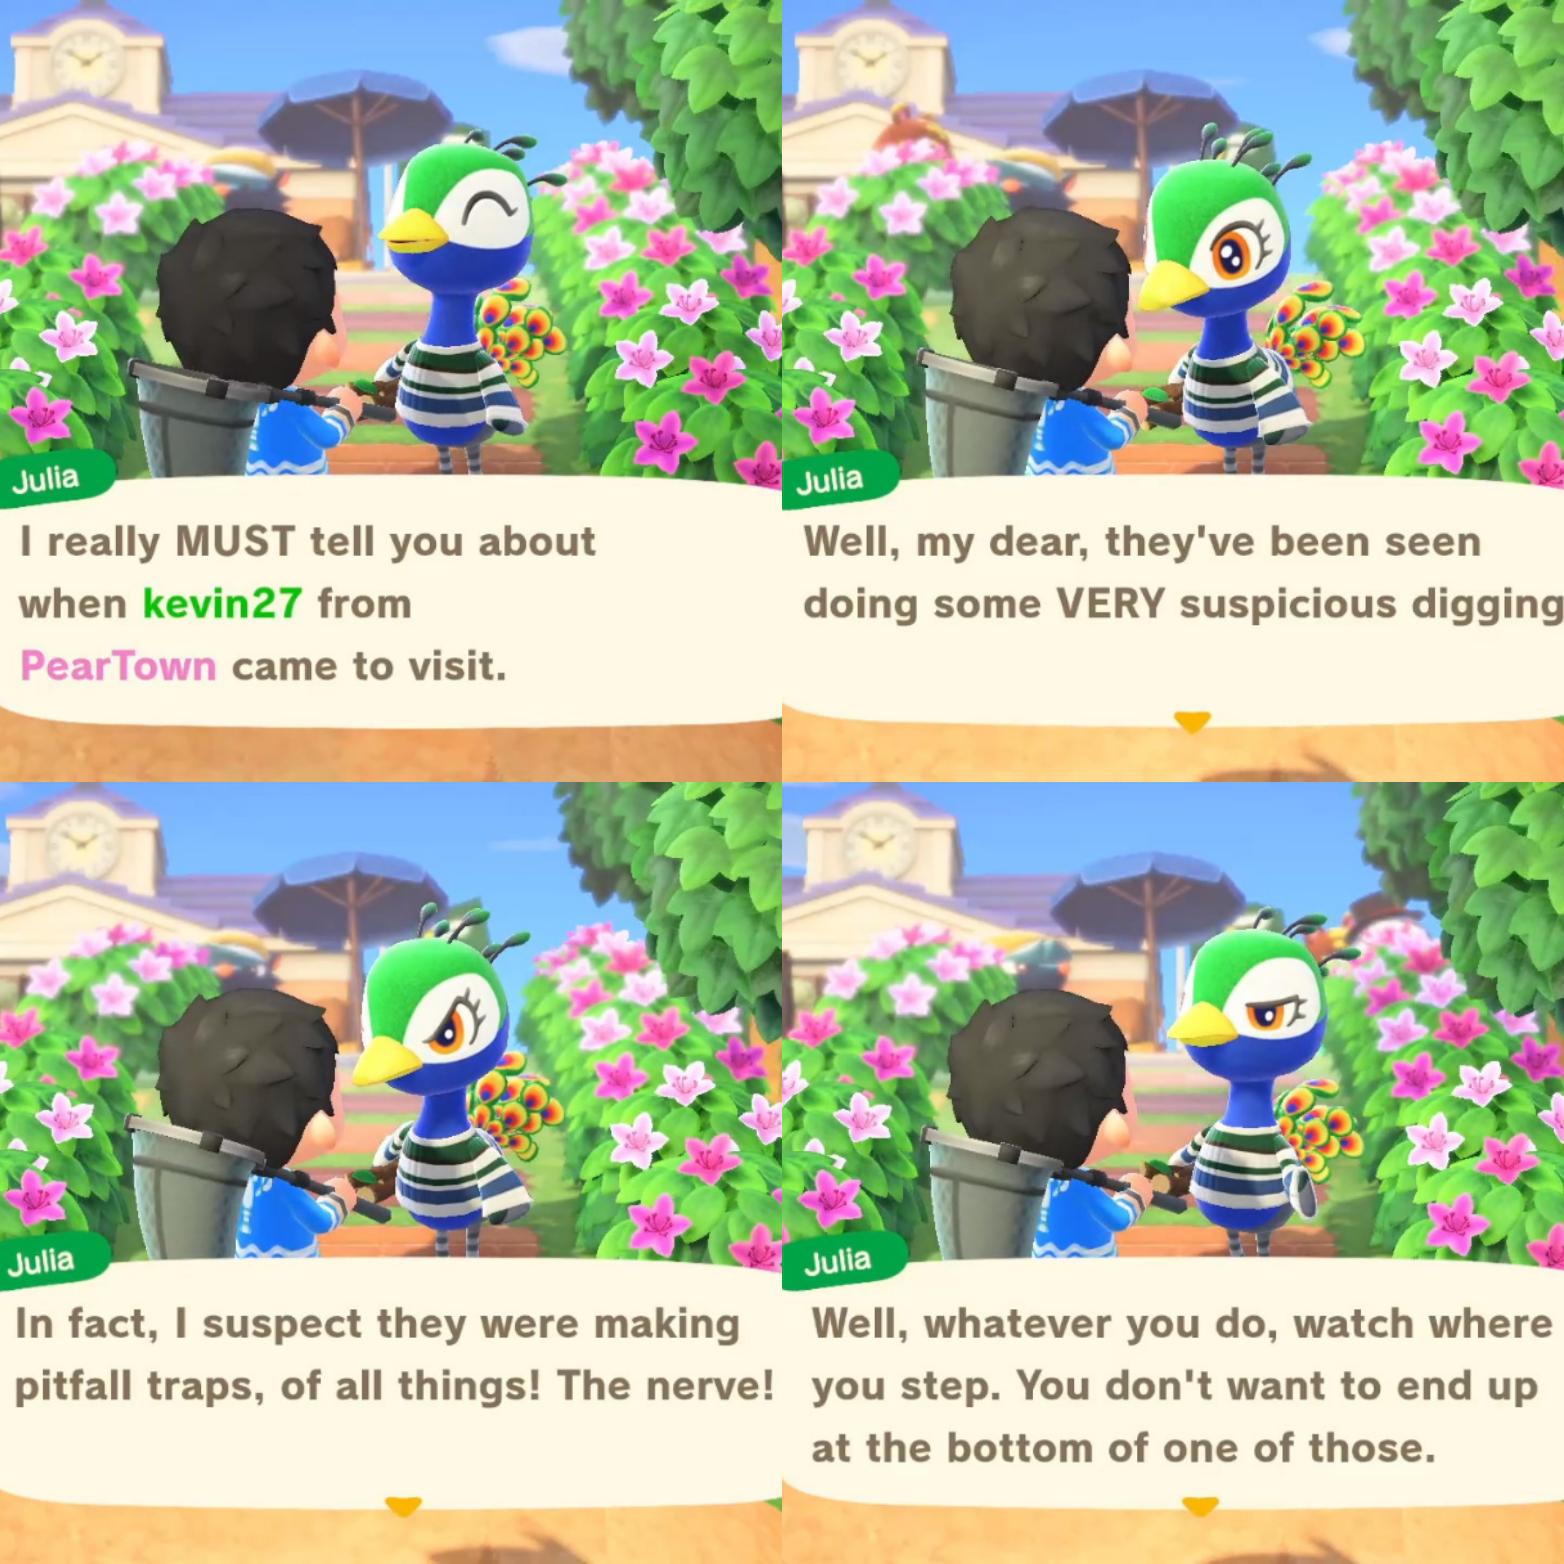 Julia
I really MUST tell you about
when kevin27 from
PearTown came to visit.
Julia
Well, my dear, they've been seen
doing some VERY suspicious digging
Julia
In fact, I suspect they were making
pitfall traps, of all things! The nerve!
Julia
Well, whatever you do, watch where
you step. You don't want to end up
at the bottom of one of those.